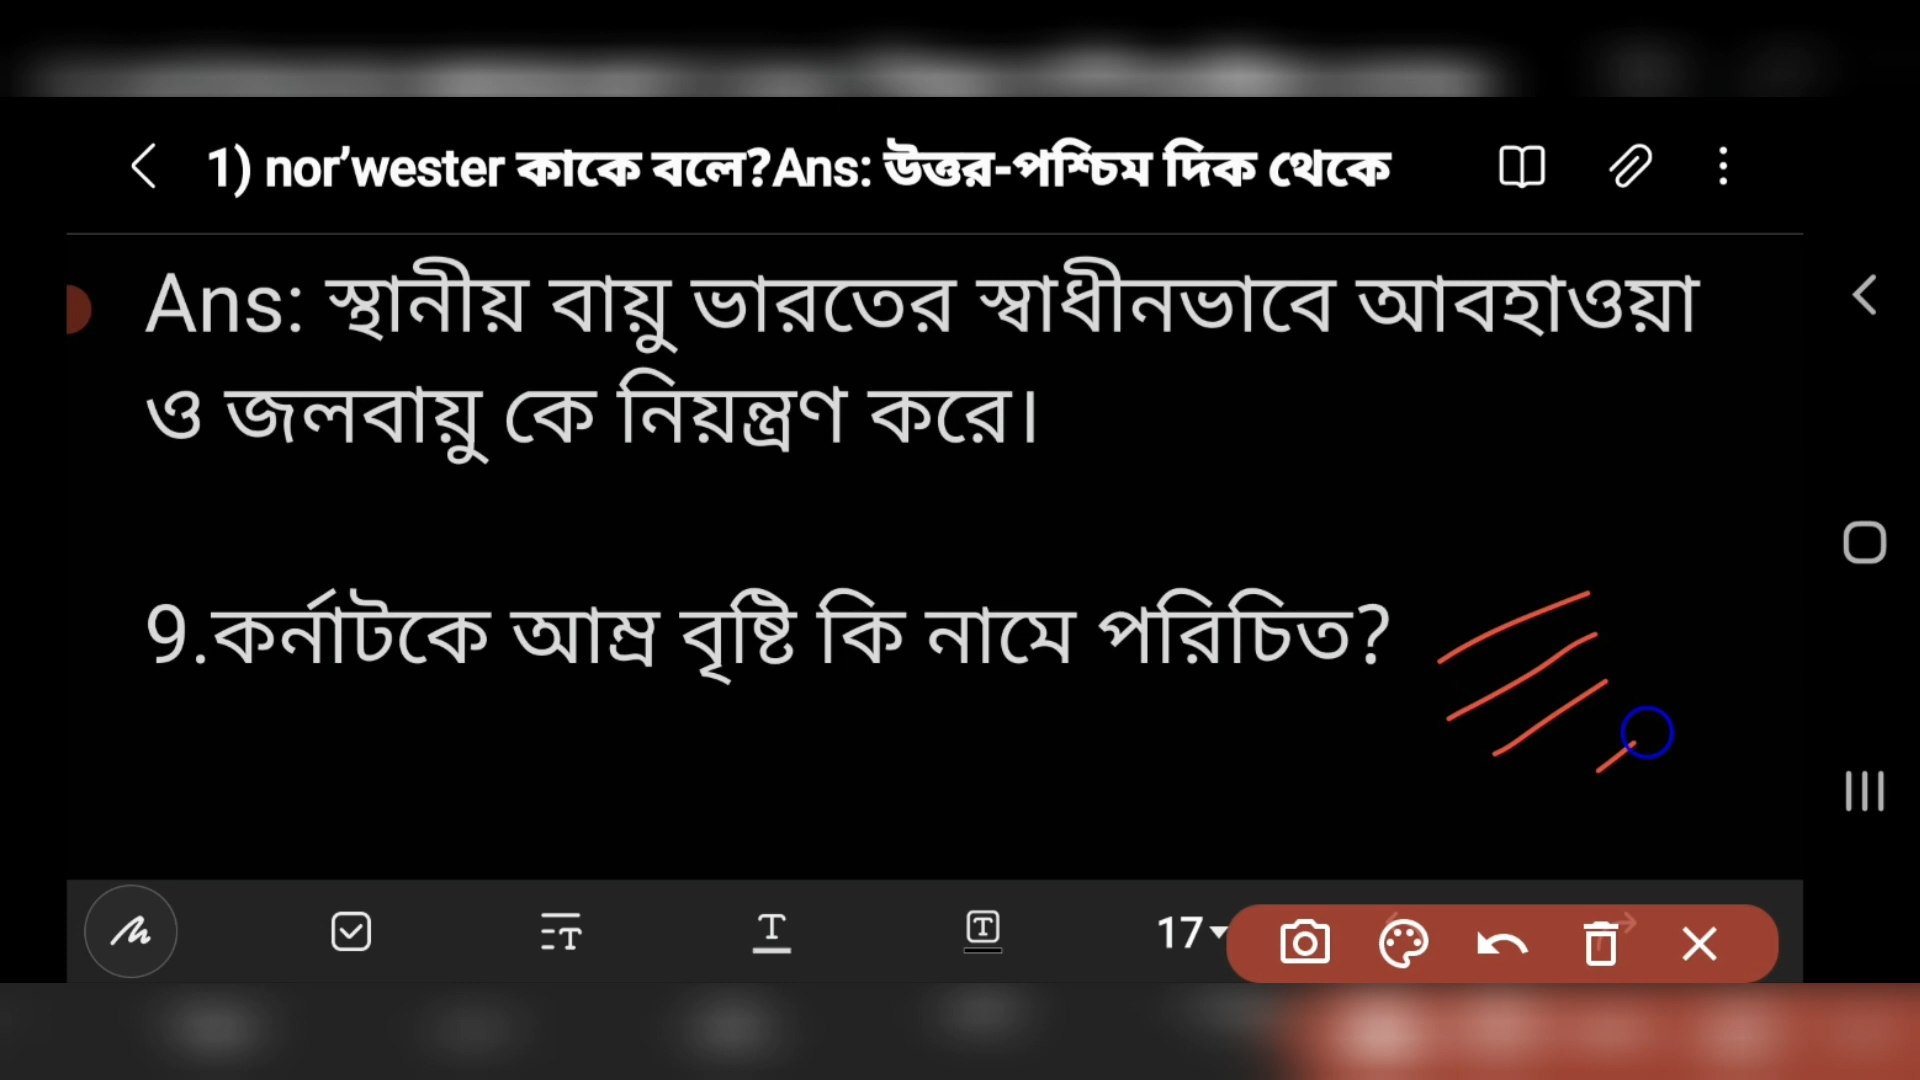 1) nor’wester কাকে বলে?Ans: উত্তর-পশ্চিম দিক থেকে
Ans: স্থানীয় বায়ু ভারতের স্বাধীনভাবে আবহাওয়া
ও জলবায়ু কে নিয়ন্ত্রণ করে।
9.কর্নাটকে আম্র বৃষ্টি কি নামে পরিচিত?
17